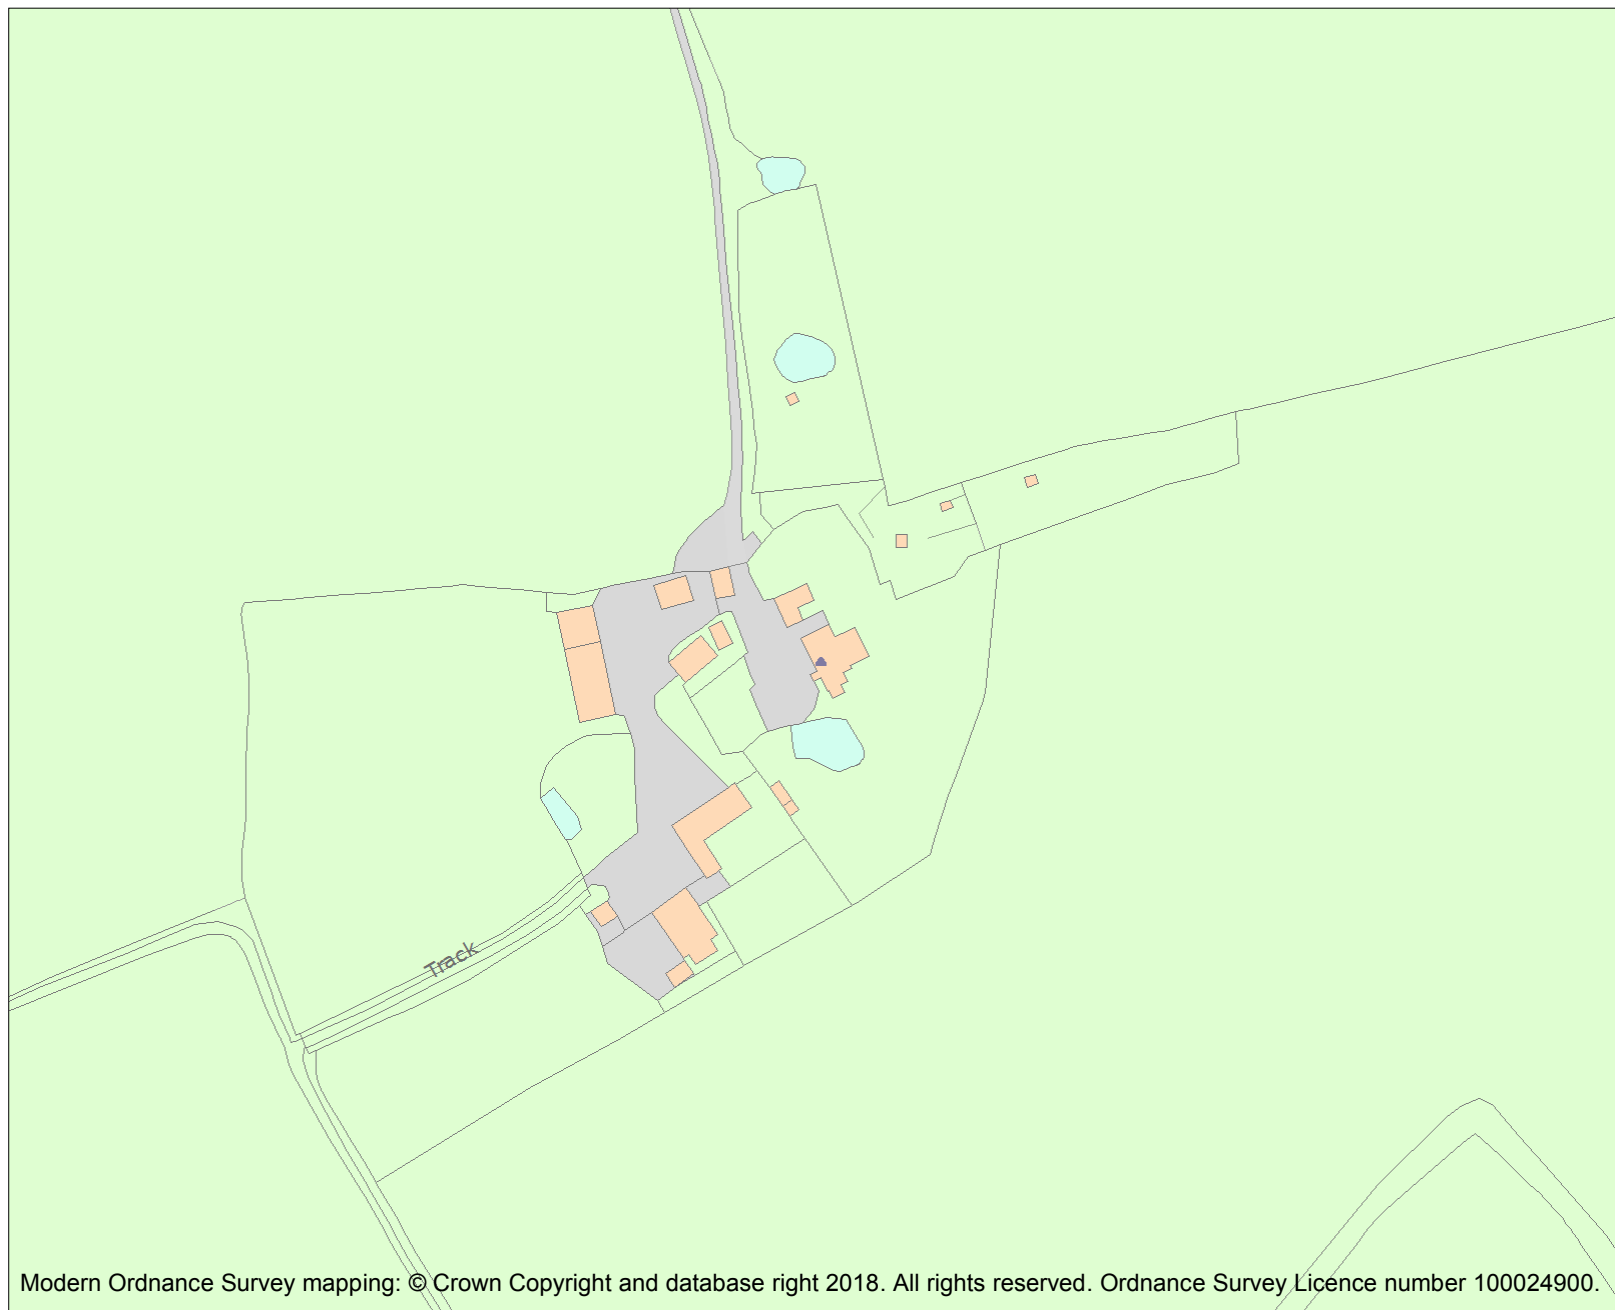 Track
Modern Ordnance Survey mapping: © Crown Copyright and database right 2018. All rights reserved. Ordnance Survey Licence number 100024900.